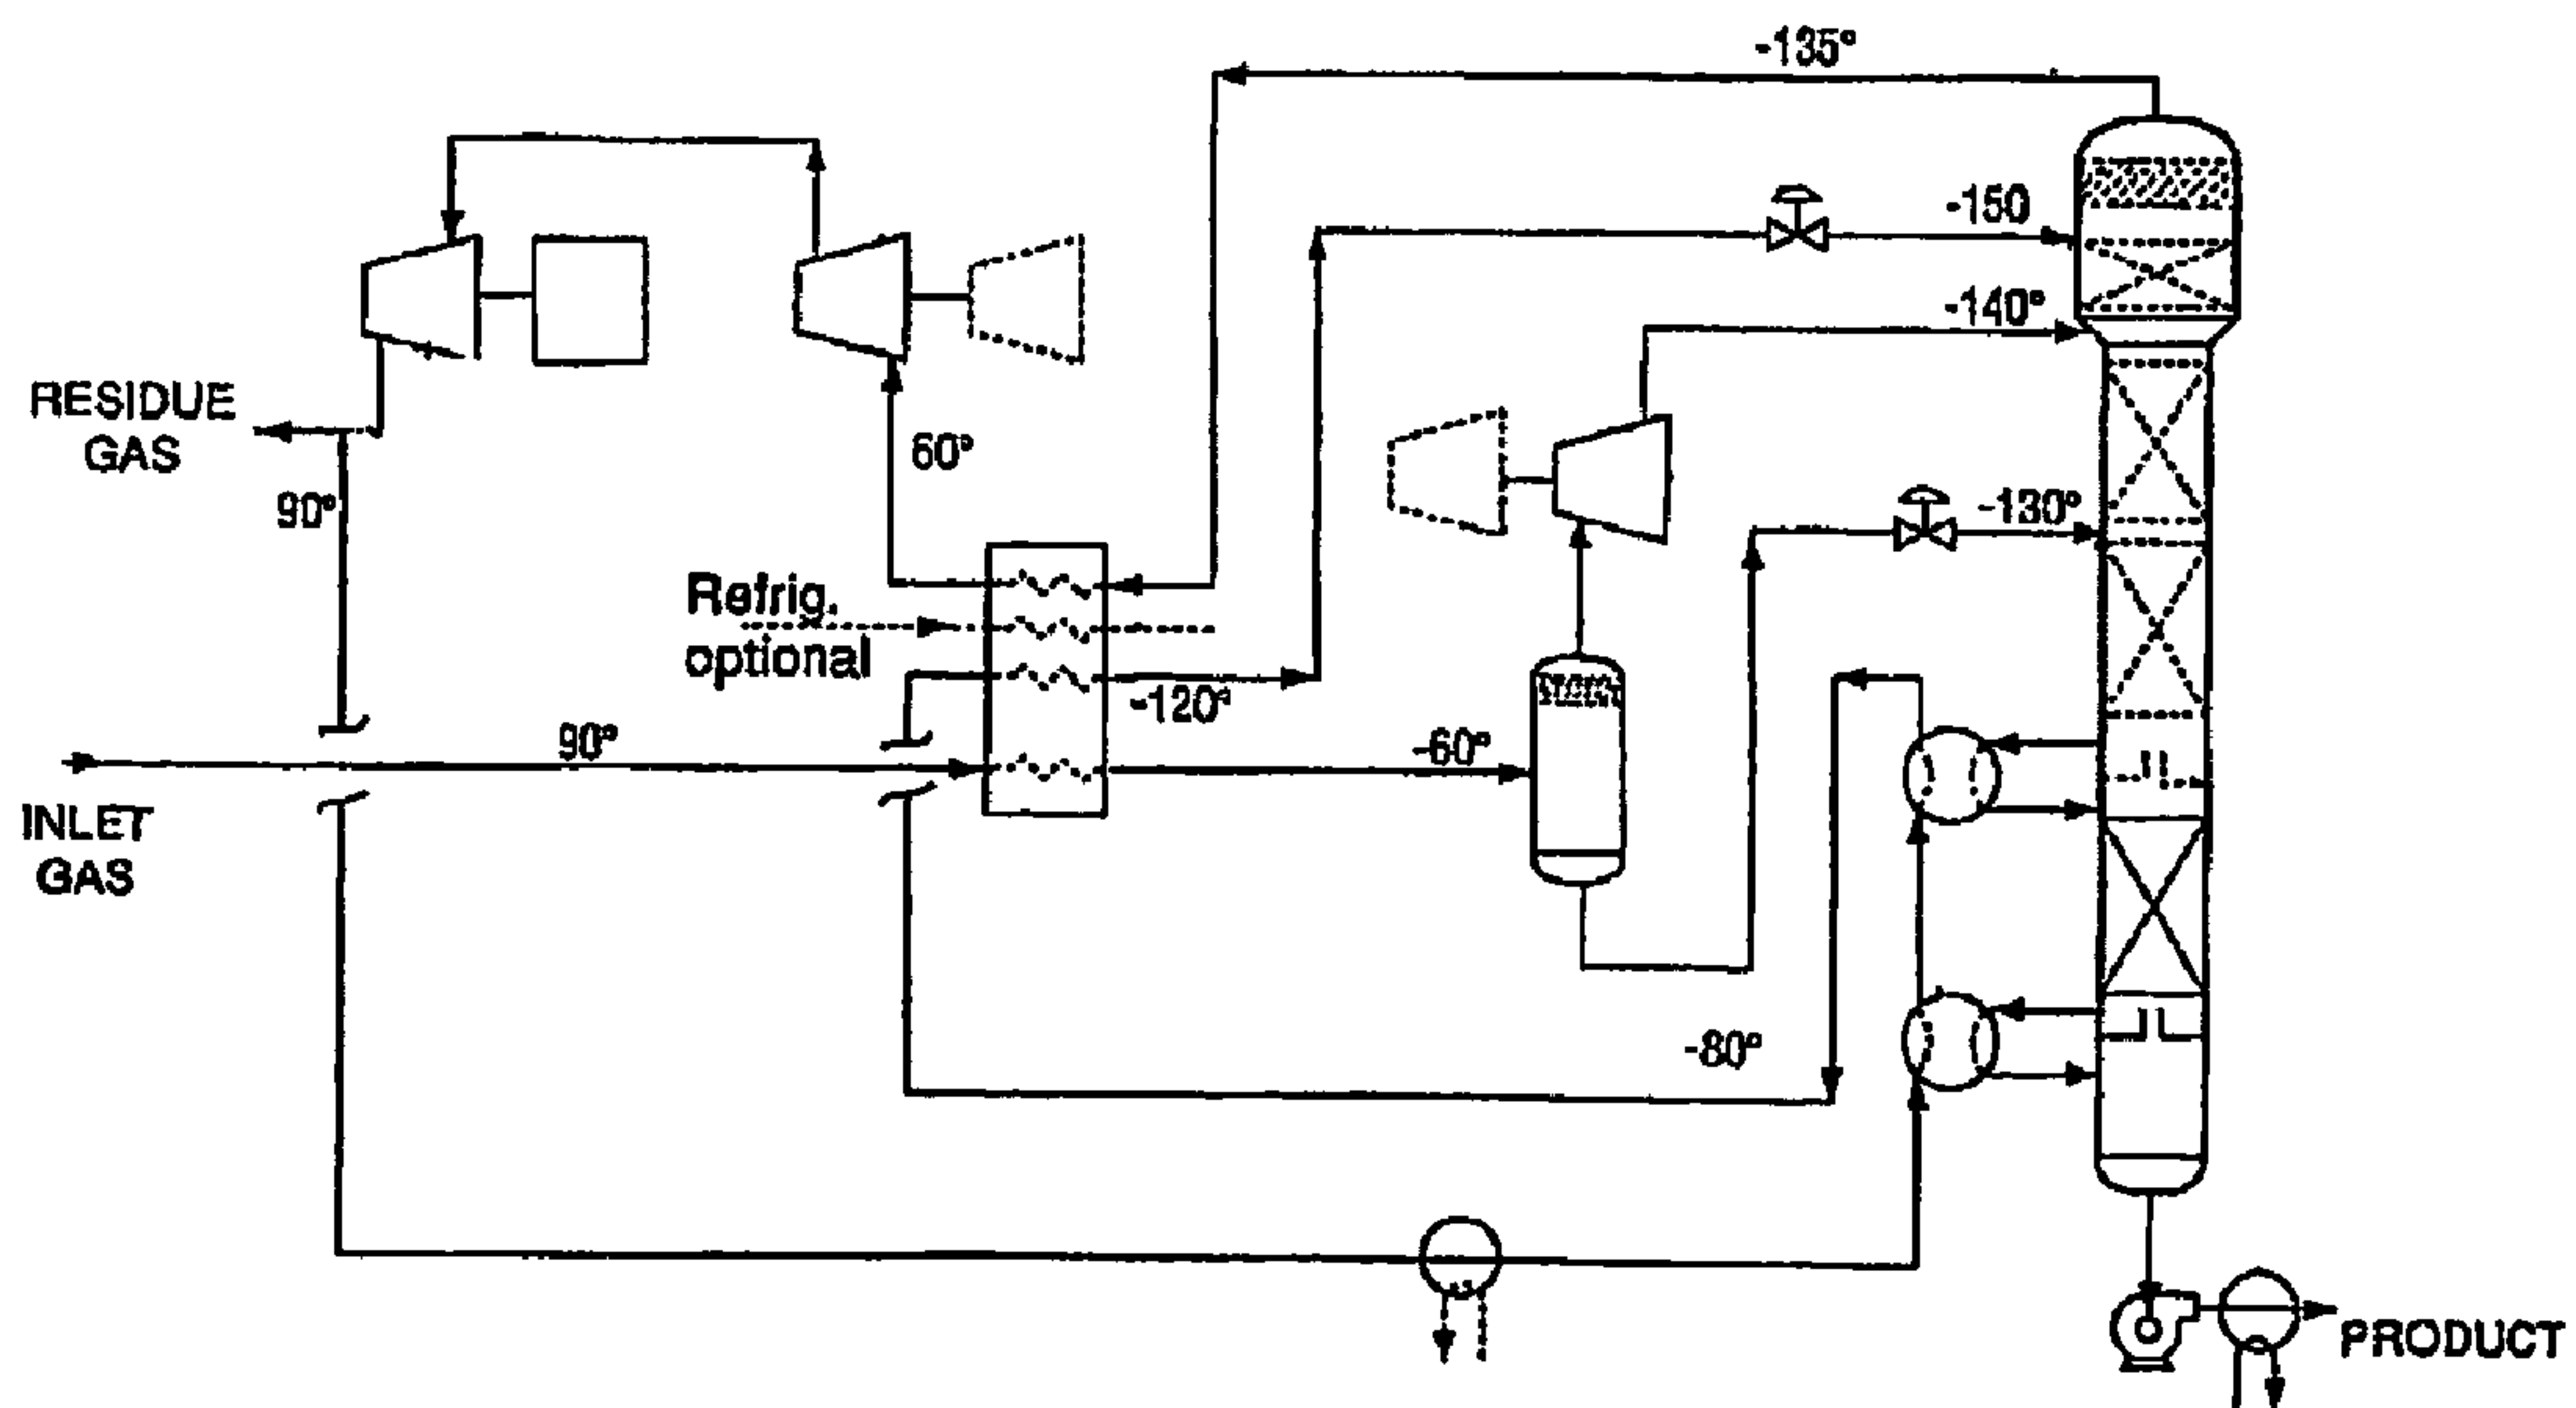 -135°
-150
-140°
RESIDUE
GAS
60°
90°
-130°
Refrig.
optional
-120°
90°
-60°
INLET
GAS
-80°
PRODUCT